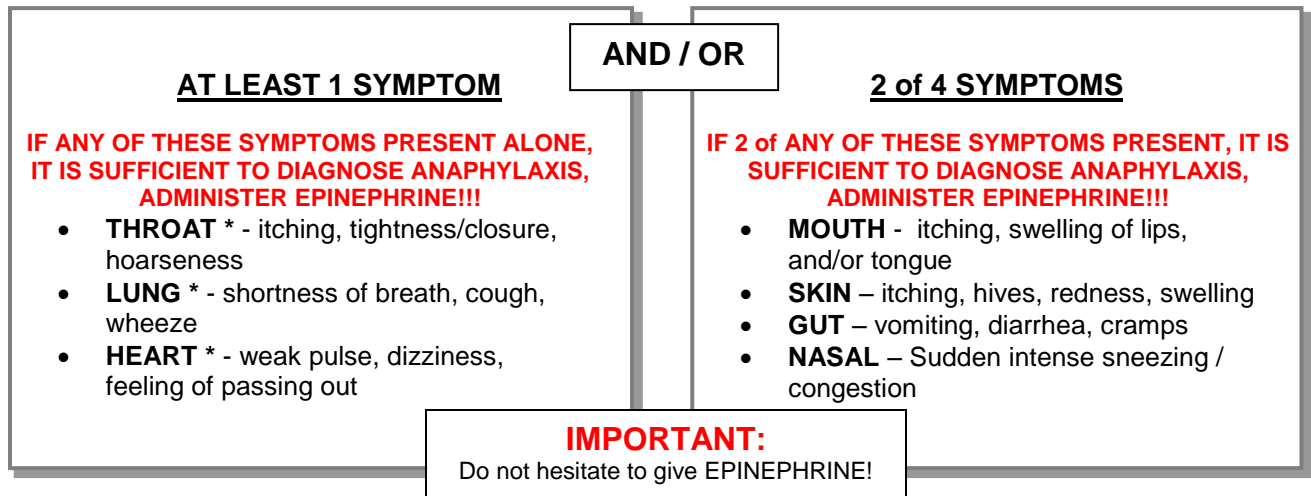 AND / OR
AT LEAST 1 SYMPTOM
IF ANY OF THESE SYMPTOMS PRESENT ALONE,
IT IS SUFFICIENT TO DIAGNOSE ANAPHYLAXIS,
ADMINISTER EPINEPHRINE!!!
• THROAT * - itching, tightness/closure,
hoarseness
• LUNG * - shortness of breath, cough,
wheeze
• HEART * - weak pulse, dizziness,
feeling of passing out
2 of 4 SYMPTOMS
IF 2 of ANY OF THESE SYMPTOMS PRESENT, IT IS
SUFFICIENT TO DIAGNOSE ANAPHYLAXIS,
ADMINISTER EPINEPHRINE!!!
• MOUTH - itching, swelling of lips,
and/or tongue
• SKIN – itching, hives, redness, swelling
• GUT – vomiting, diarrhea, cramps
• NASAL – Sudden intense sneezing /
congestion
IMPORTANT:
Do not hesitate to give EPINEPHRINE!